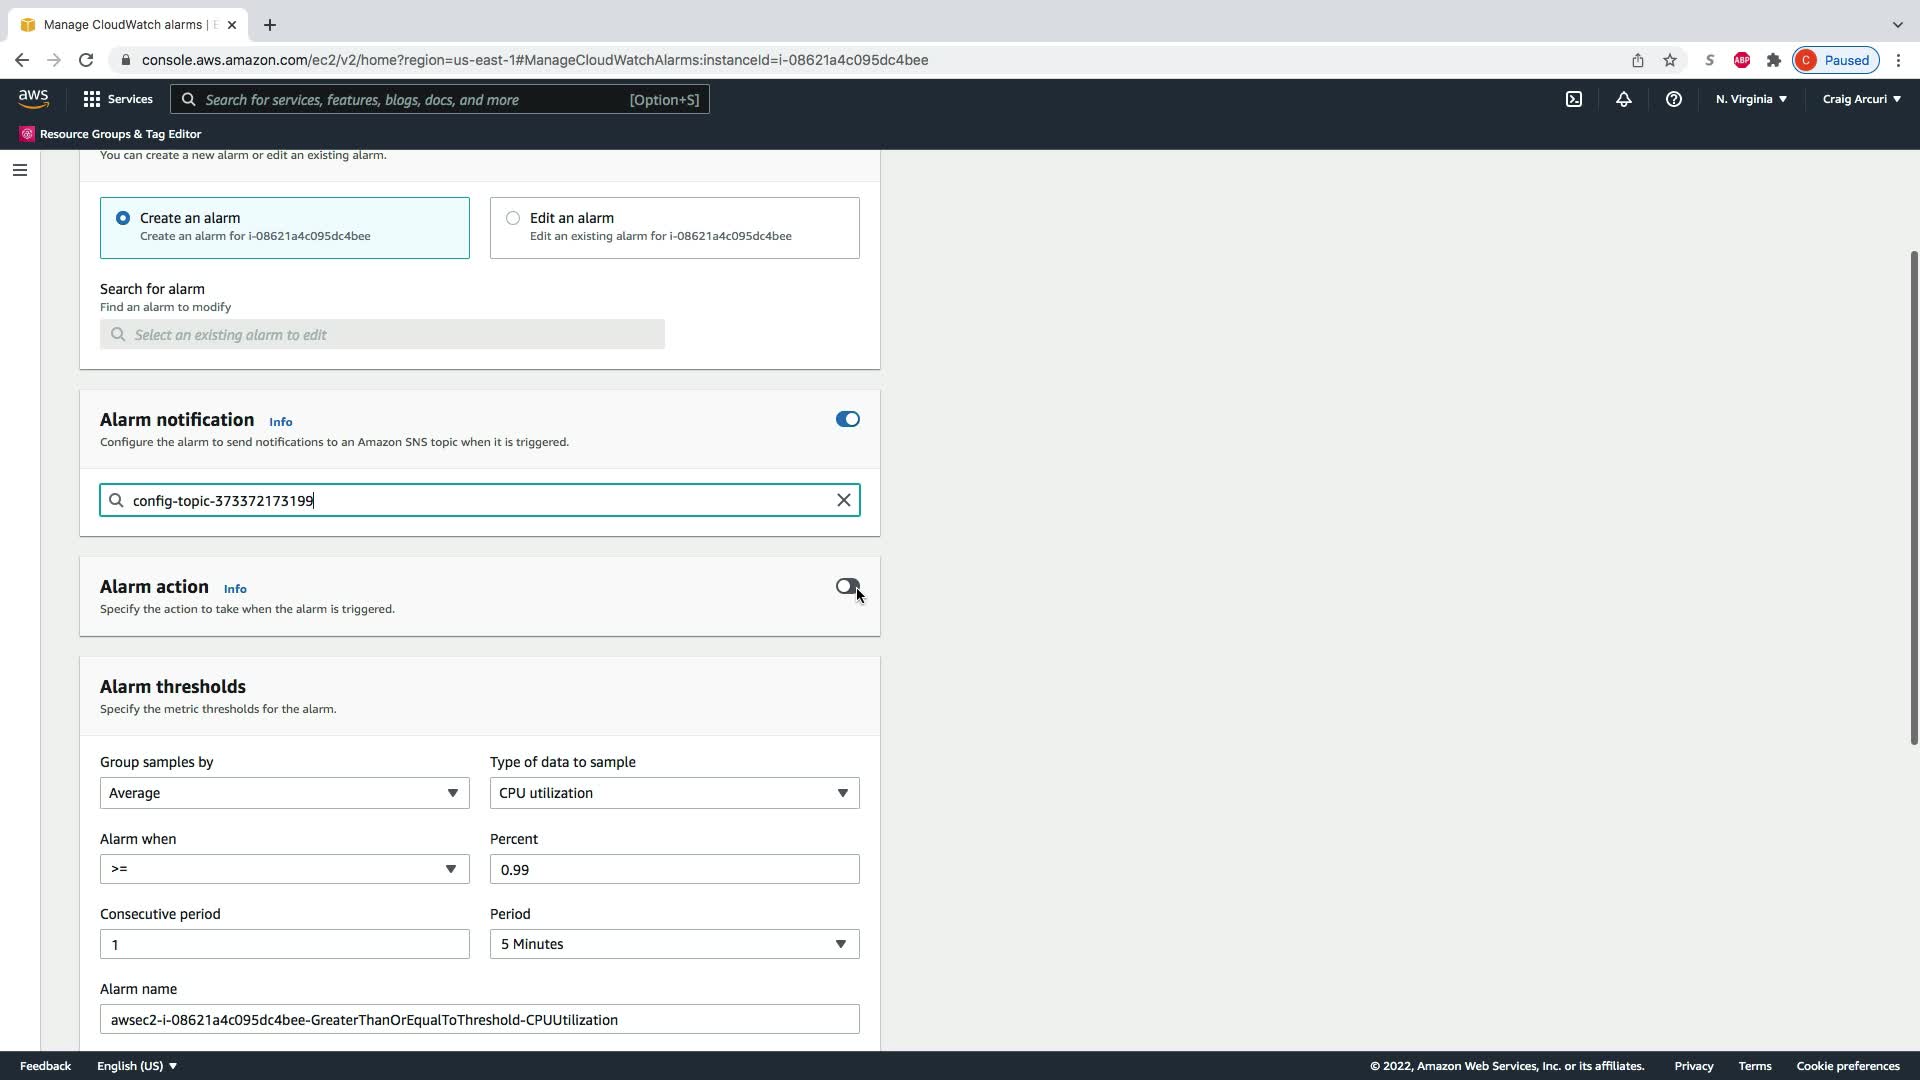 Manage CloudWatch alarms | E
console.aws.amazon.com/ec2/v2/home?region=us-east-1#ManageCloudWatchAlarms:instanceId=i-08621a4c095dc4bee
S
ABP
C Paused
aws
Services
Search for services, features, blogs, docs, and more [Option+S]
N. Virginia
Craig Arcuri
Resource Groups & Tag Editor
You can create a new alarm or edit an existing alarm.
Create an alarm
Create an alarm for i-08621a4c095dc4bee
Edit an alarm
Edit an existing alarm for i-08621a4c095dc4bee
Search for alarm
Find an alarm to modify
Select an existing alarm to edit
Alarm notification Info
Configure the alarm to send notifications to an Amazon SNS topic when it is triggered.
config-topic-373372173199
Alarm action Info
Specify the action to take when the alarm is triggered.
Alarm thresholds
Specify the metric thresholds for the alarm.
Group samples by
Average
Type of data to sample
CPU utilization
Alarm when
>=
Percent
0.99
Consecutive period
1
Period
5 Minutes
Alarm name
awsec2-i-08621a4c095dc4bee-GreaterThanOrEqualToThreshold-CPUUtilization
Feedback English (US)
© 2022, Amazon Web Services, Inc. or its affiliates. Privacy Terms Cookie preferences